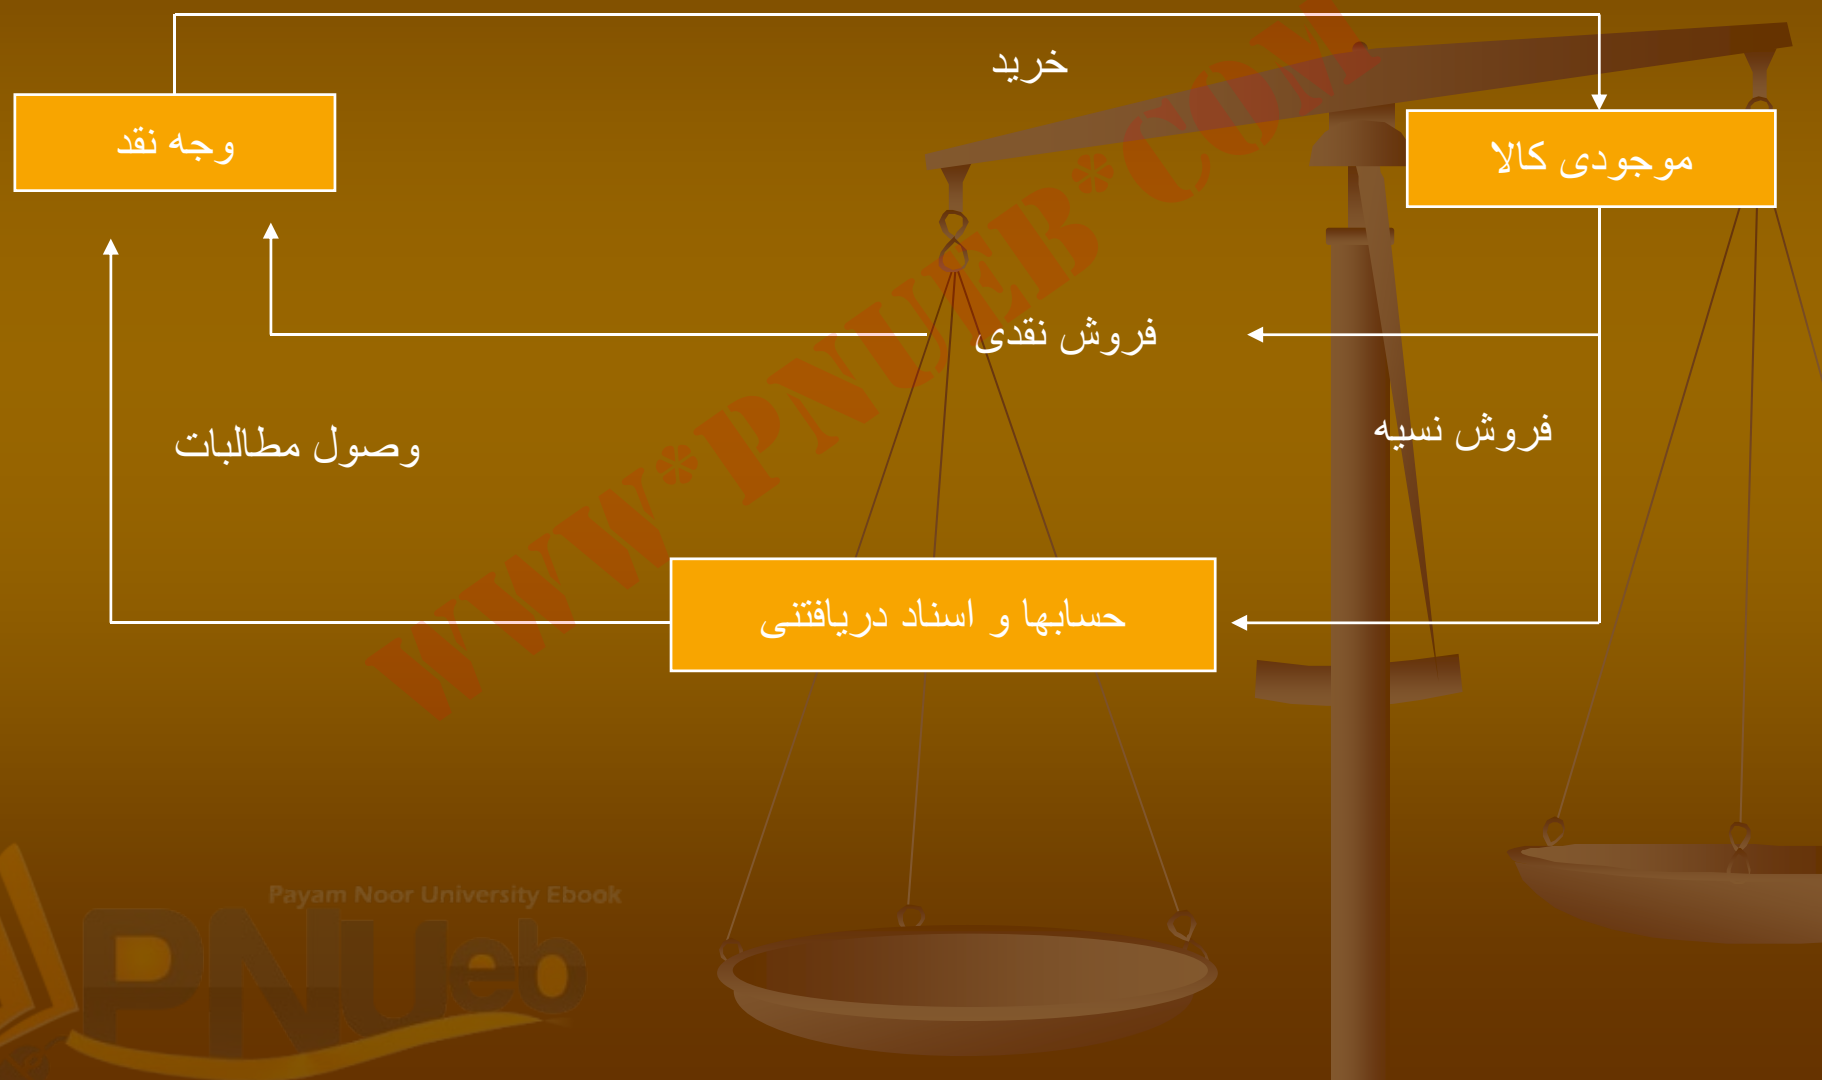 خرید
وجه نقد
موجودی کالا
فروش نقدی
فروش نسیه
وصول مطالبات
حسابها و اسناد دریافتنی
WWW*PNUEB*COM
Payam Noor University Ebook
PNUeb